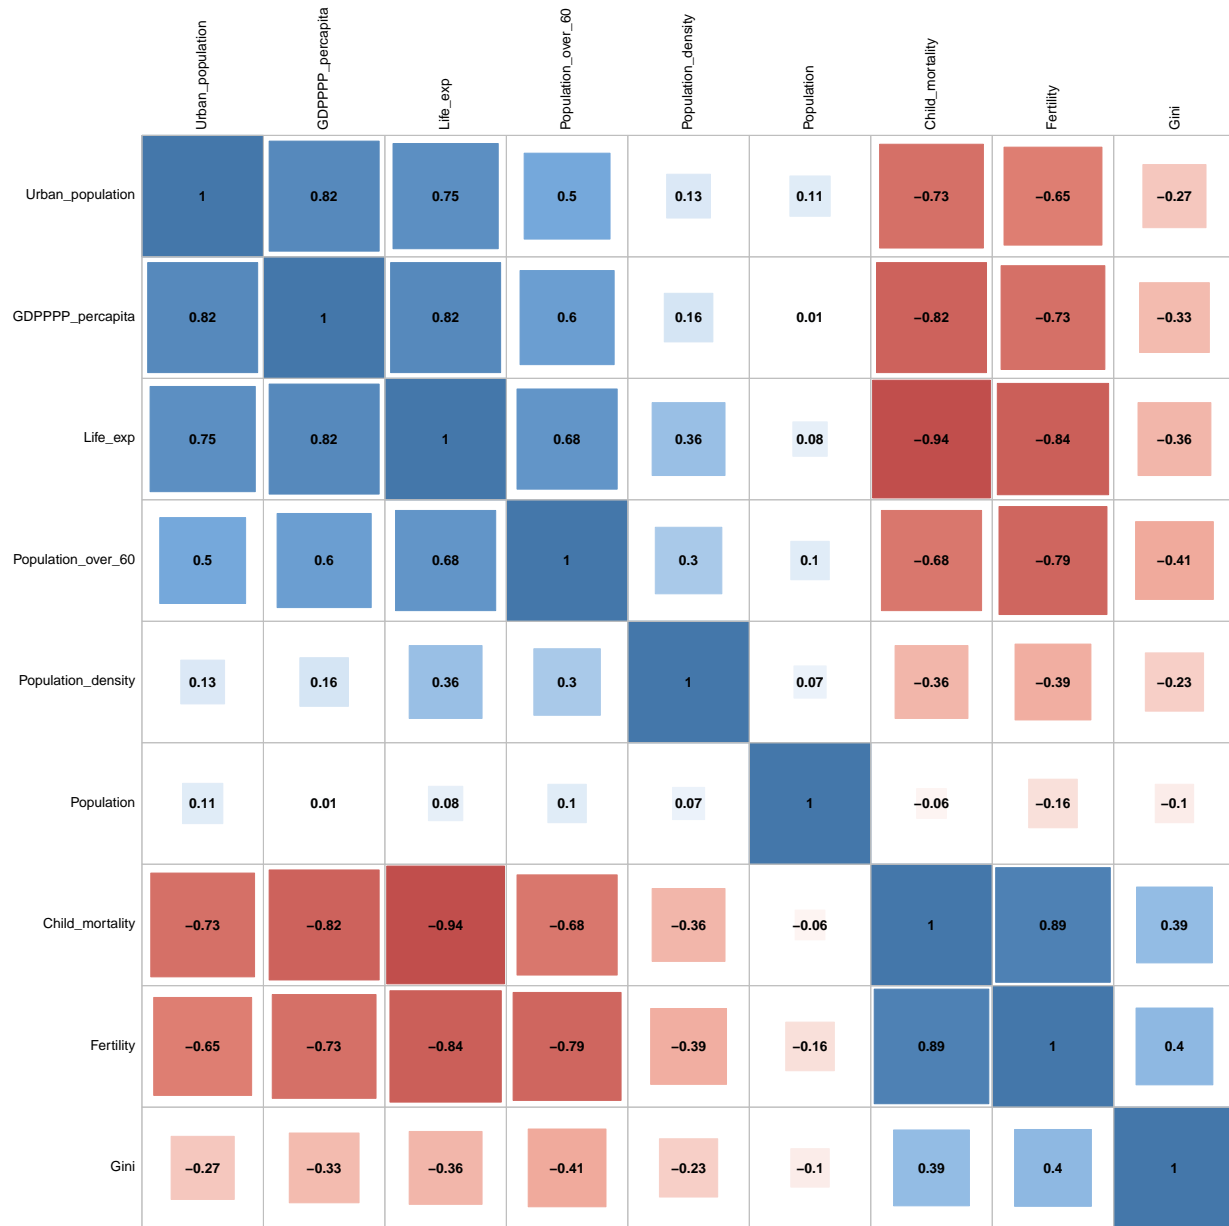 Urban_population GDPPPP_percapita Life_exp Population_over_60 Population_density Population Child_mortality Fertility Gini
Urban_population 1 0.82 0.75 0.5 0.13 0.11 −0.73 −0.65 −0.27
GDPPPP_percapita 0.82 1 0.82 0.6 0.16 0.01 −0.82 −0.73 −0.33
Life_exp 0.75 0.82 1 0.68 0.36 0.08 −0.94 −0.84 −0.36
Population_over_60 0.5 0.6 0.68 1 0.3 0.1 −0.68 −0.79 −0.41
Population_density 0.13 0.16 0.36 0.3 1 0.07 −0.36 −0.39 −0.23
Population 0.11 0.01 0.08 0.1 0.07 1 −0.06 −0.16 −0.1
Child_mortality −0.73 −0.82 −0.94 −0.68 −0.36 −0.06 1 0.89 0.39
Fertility −0.65 −0.73 −0.84 −0.79 −0.39 −0.16 0.89 1 0.4
Gini −0.27 −0.33 −0.36 −0.41 −0.23 −0.1 0.39 0.4 1